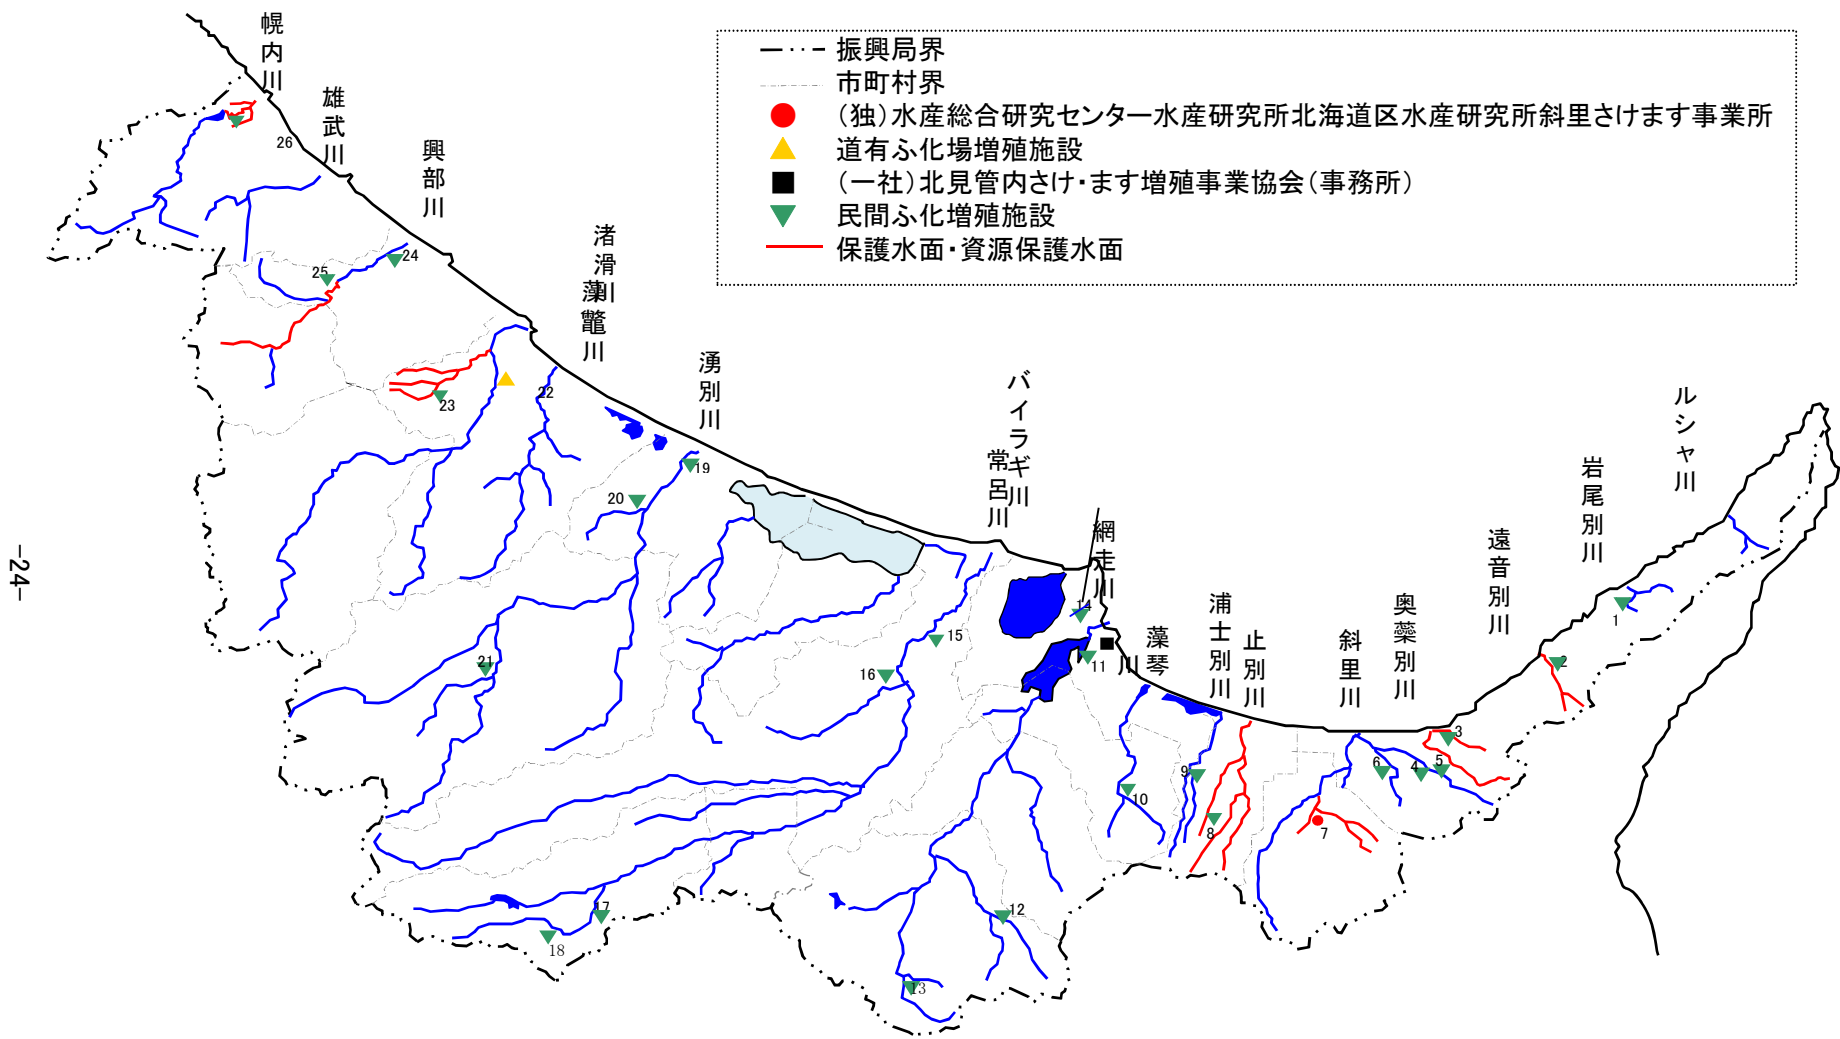 振興局界
市町村界
（独）水産総合研究センター水産研究所北海道区水産研究所斜里さけます事業所
道有ふ化場増殖施設
（一社）北見管内さけ・ます増殖事業協会（事務所）
民間ふ化増殖施設
保護水面・資源保護水面
幌内川
雄武川
興部川
渚滑川
藻鼈川
湧別川
バイラギ川
常呂川
網走川
藻琴川
浦士別川
止別川
斜里川
奥蘂別川
遠音別川
岩尾別川
ルシャ川
26
25
24
23
22
19
20
21
15
16
14
11
10
9
8
7
6
4
5
3
2
1
12
13
17
18
-24-